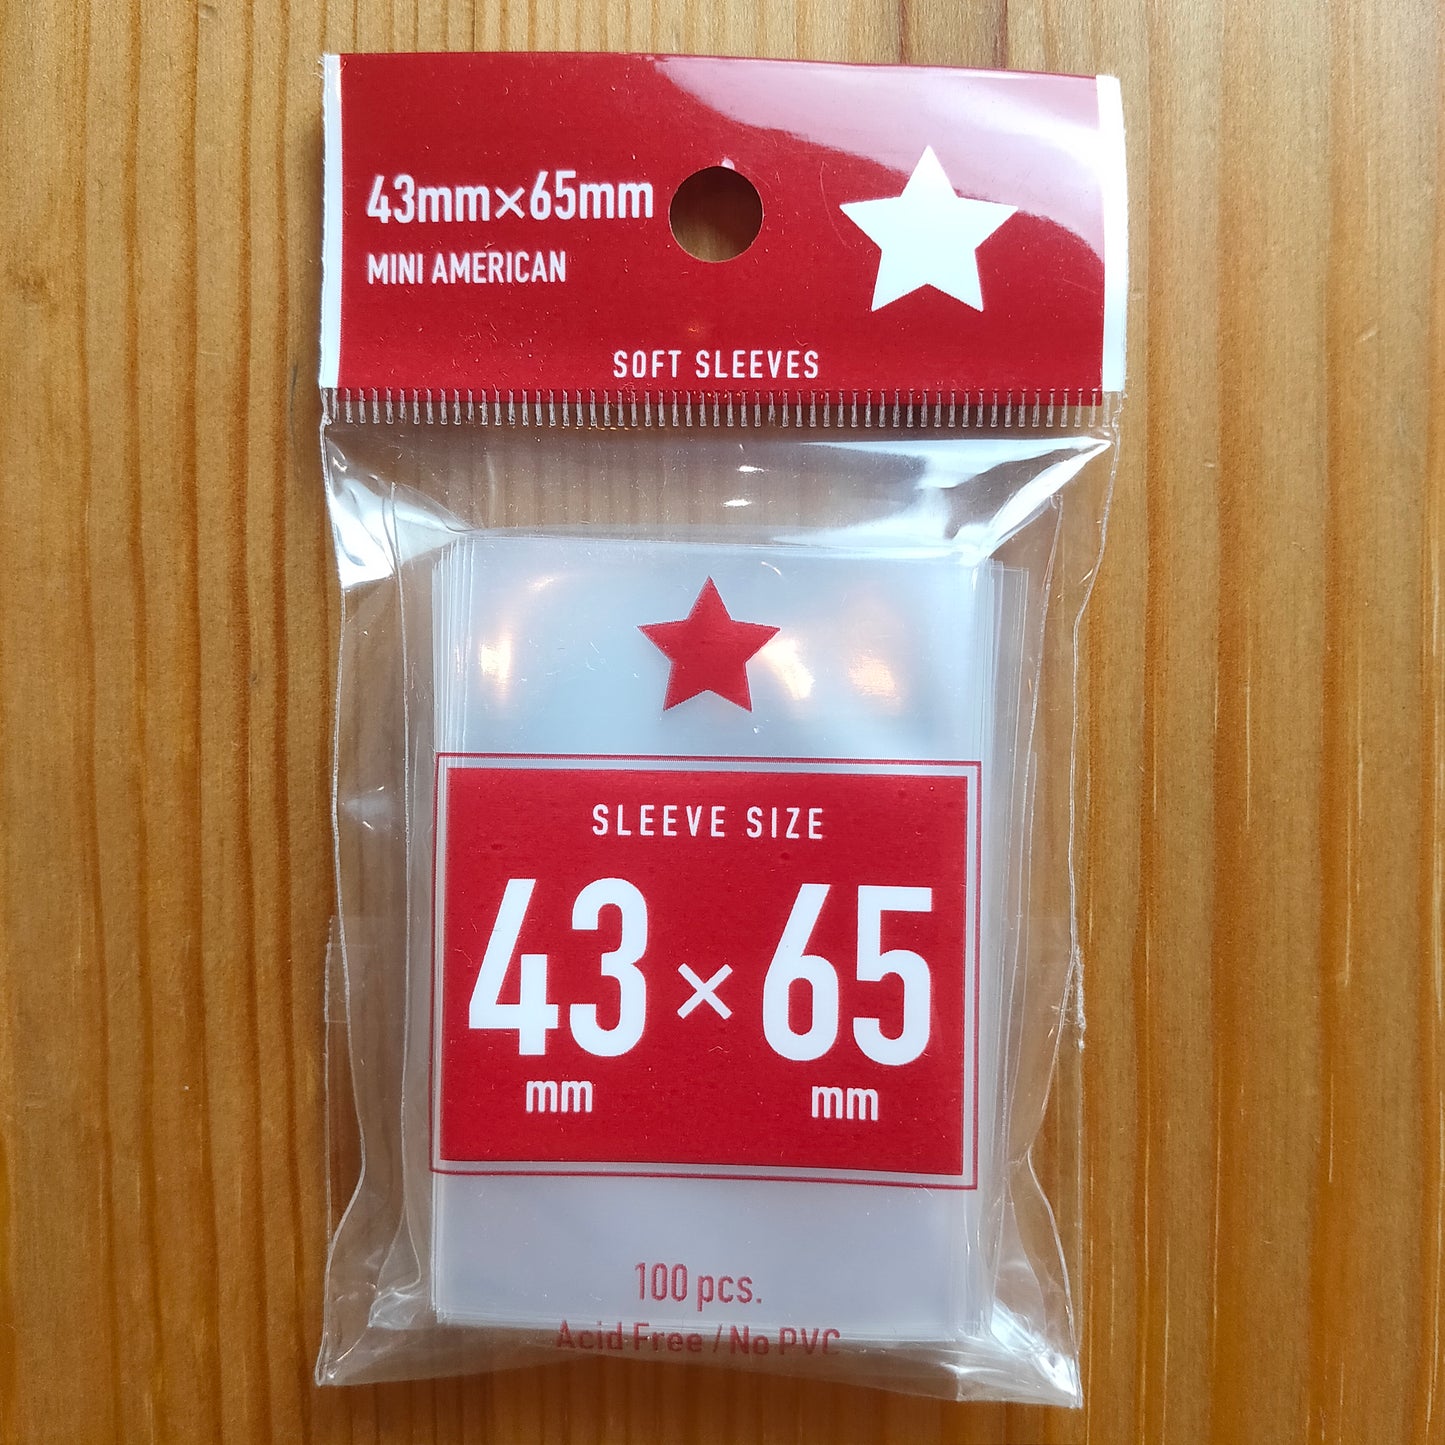 43mm×65mm
MINI AMERICAN
SOFT SLEEVES
SLEEVE SIZE
43 × 65
mm mm
100 pcs.
Acid Free / No PVC